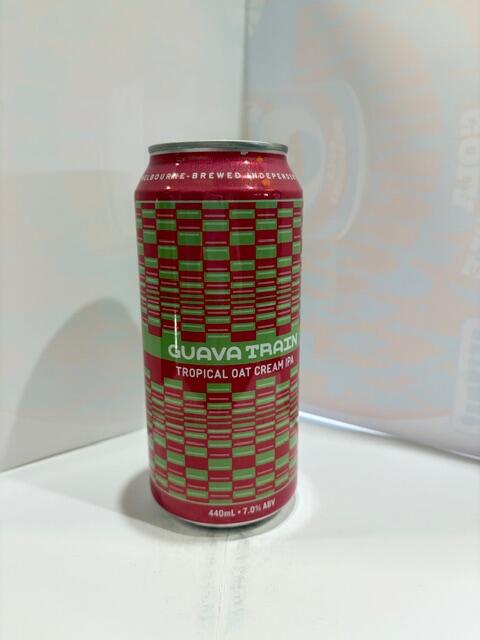 MELBOURNE-BREWED INDEPENDENT
GUAVA TRAIN
TROPICAL OAT CREAM IPA
440mL • 7.0% ABV